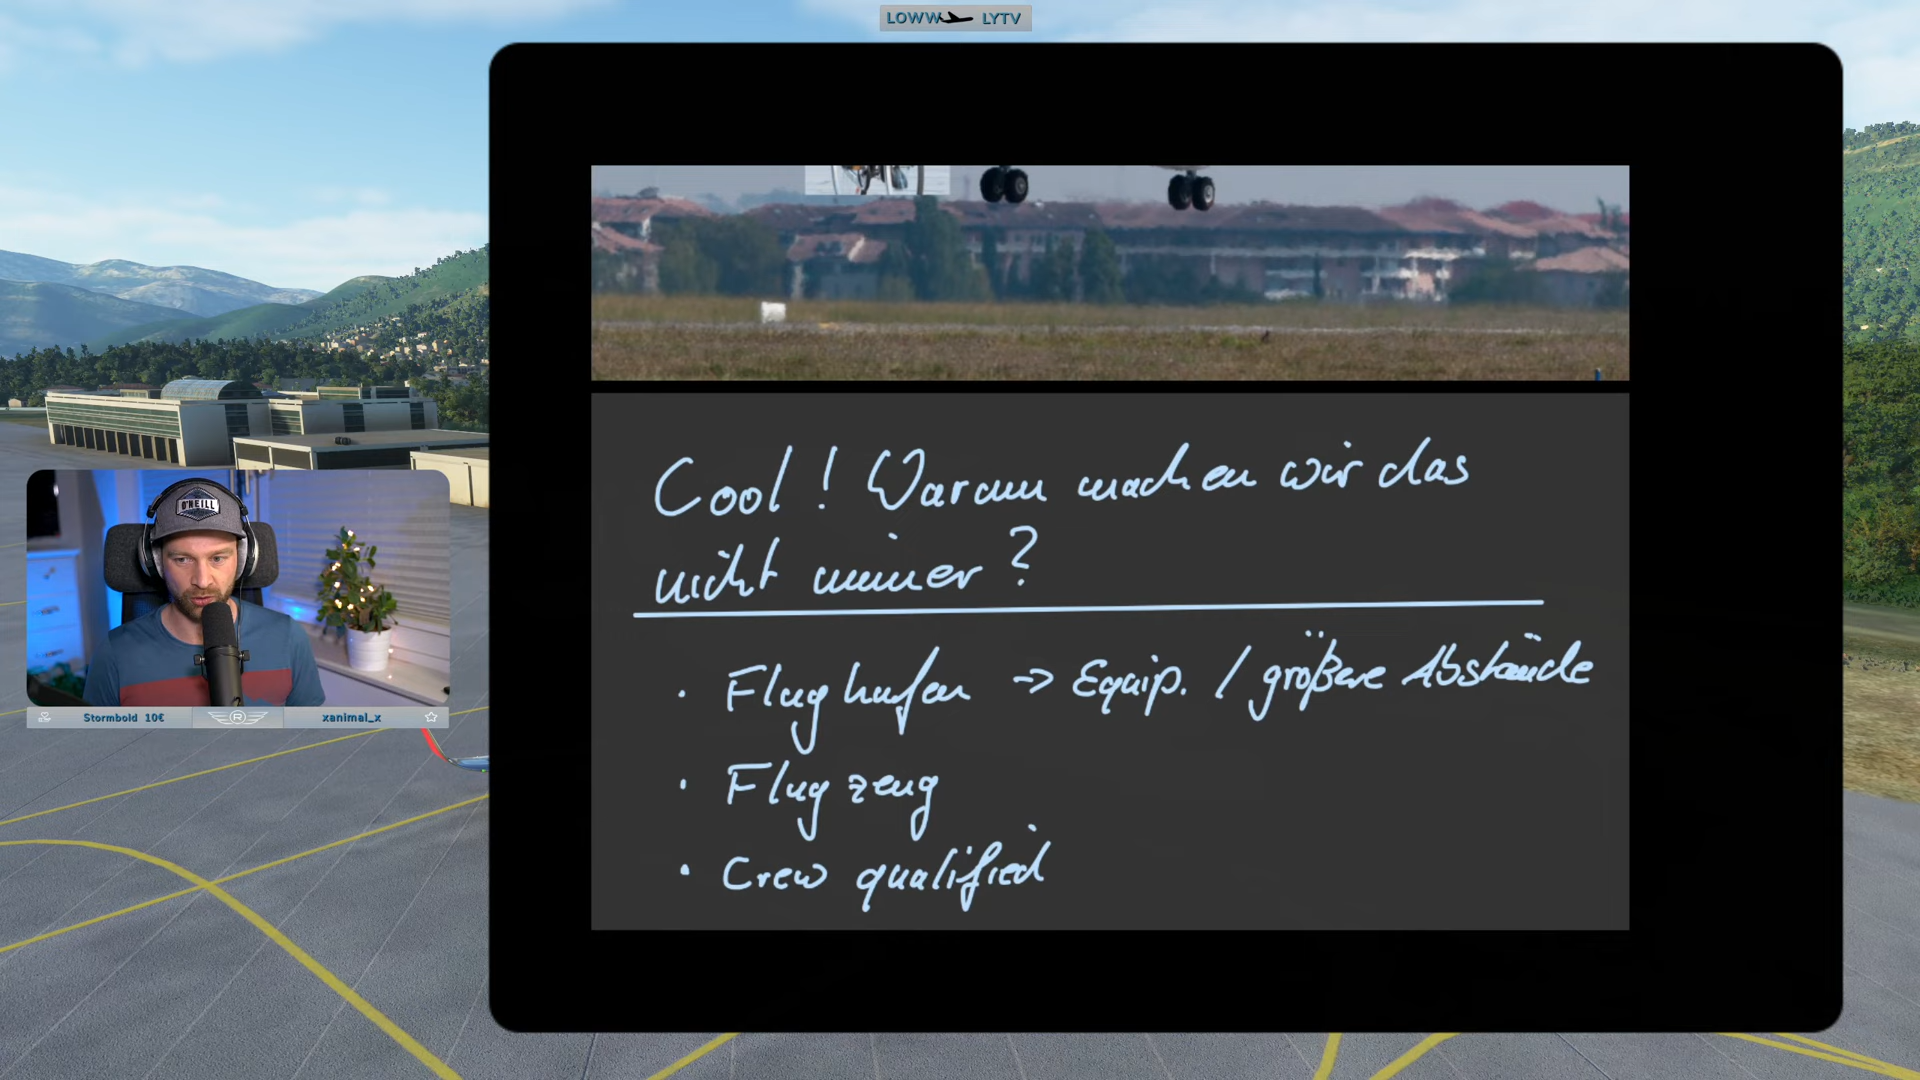 LOWW LYTV
Cool! Warum machen wir das
nicht immer?
· Flughafen → Equip. / größere Abstände
· Flugzeug
· Crew qualified
O'NEILL
Stormbold 10€ R xanimal_x